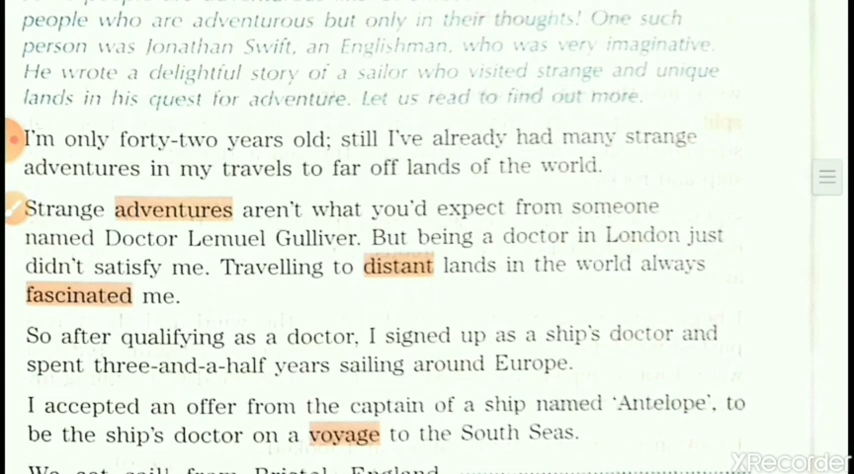 people who are adventurous but only in their thoughts! One such
person was Jonathan Swift, an Englishman, who was very imaginative.
He wrote a delightful story of a sailor who visited strange and unique
lands in his quest for adventure. Let us read to find out more.
I'm only forty-two years old; still I've already had many strange
adventures in my travels to far off lands of the world.
Strange adventures aren't what you'd expect from someone
named Doctor Lemuel Gulliver. But being a doctor in London just
didn't satisfy me. Travelling to distant lands in the world always
fascinated me.
So after qualifying as a doctor, I signed up as a ship's doctor and
spent three-and-a-half years sailing around Europe.
I accepted an offer from the captain of a ship named 'Antelope', to
be the ship's doctor on a voyage to the South Seas.
We set sail from Bristol, England
XRecorder